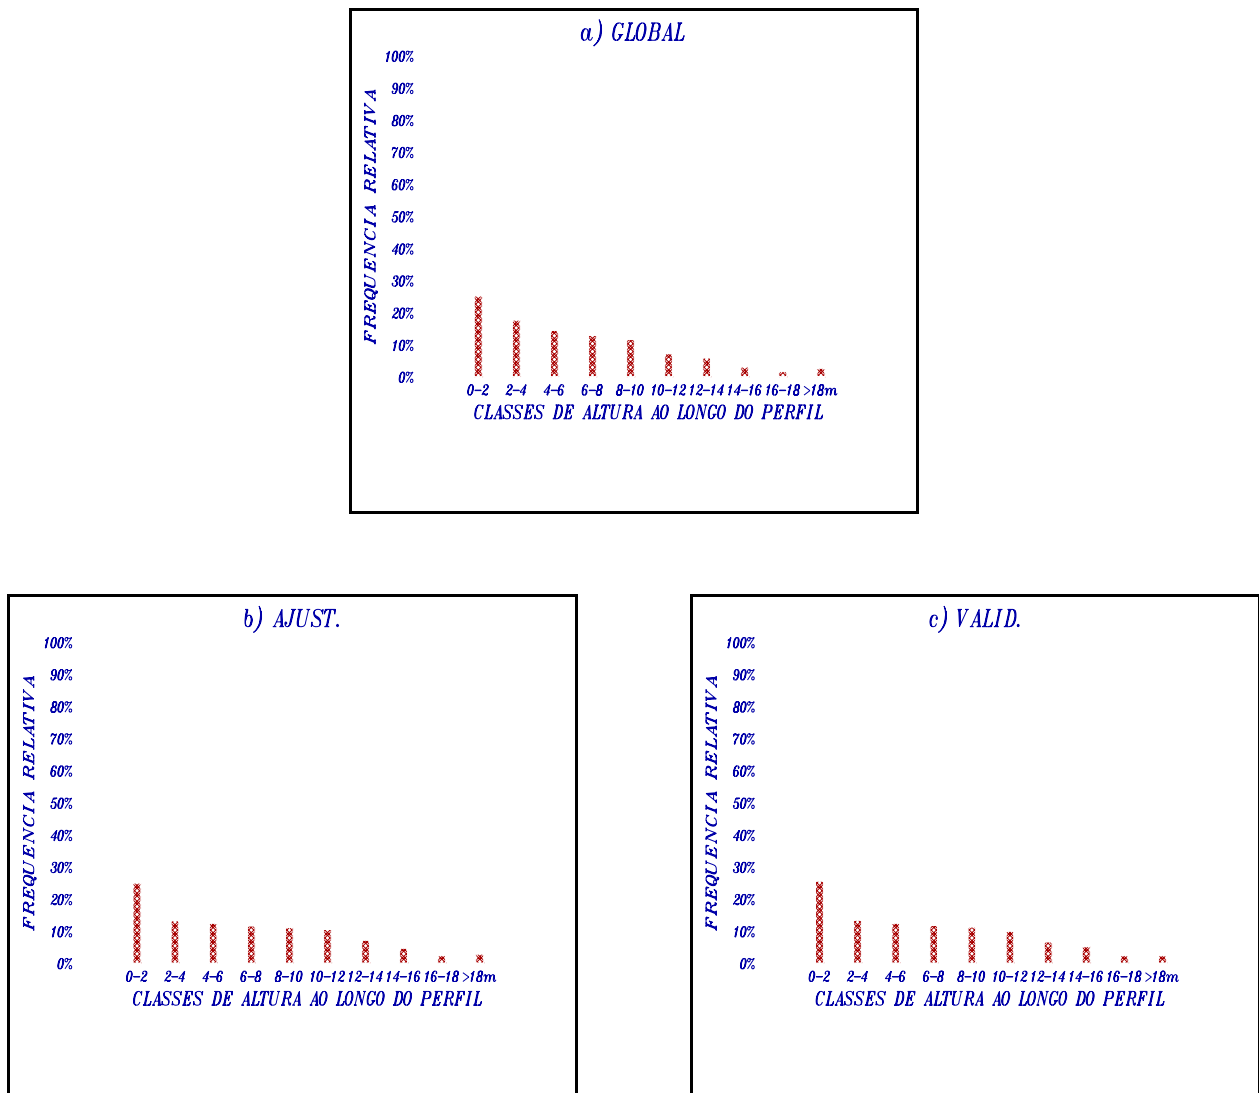 a) GLOBAL
100%
90%
80%
70%
60%
50%
40%
30%
20%
10%
0%
FREQUENCIA RELATIVA
0-2 2-4 4-6 6-8 8-10 10-12 12-14 14-16 16-18 >18m
CLASSES DE ALTURA AO LONGO DO PERFIL
b) AJUST.
100%
90%
80%
70%
60%
50%
40%
30%
20%
10%
0%
FREQUENCIA RELATIVA
0-2 2-4 4-6 6-8 8-10 10-12 12-14 14-16 16-18 >18m
CLASSES DE ALTURA AO LONGO DO PERFIL
c) VALID.
100%
90%
80%
70%
60%
50%
40%
30%
20%
10%
0%
FREQUENCIA RELATIVA
0-2 2-4 4-6 6-8 8-10 10-12 12-14 14-16 16-18 >18m
CLASSES DE ALTURA AO LONGO DO PERFIL